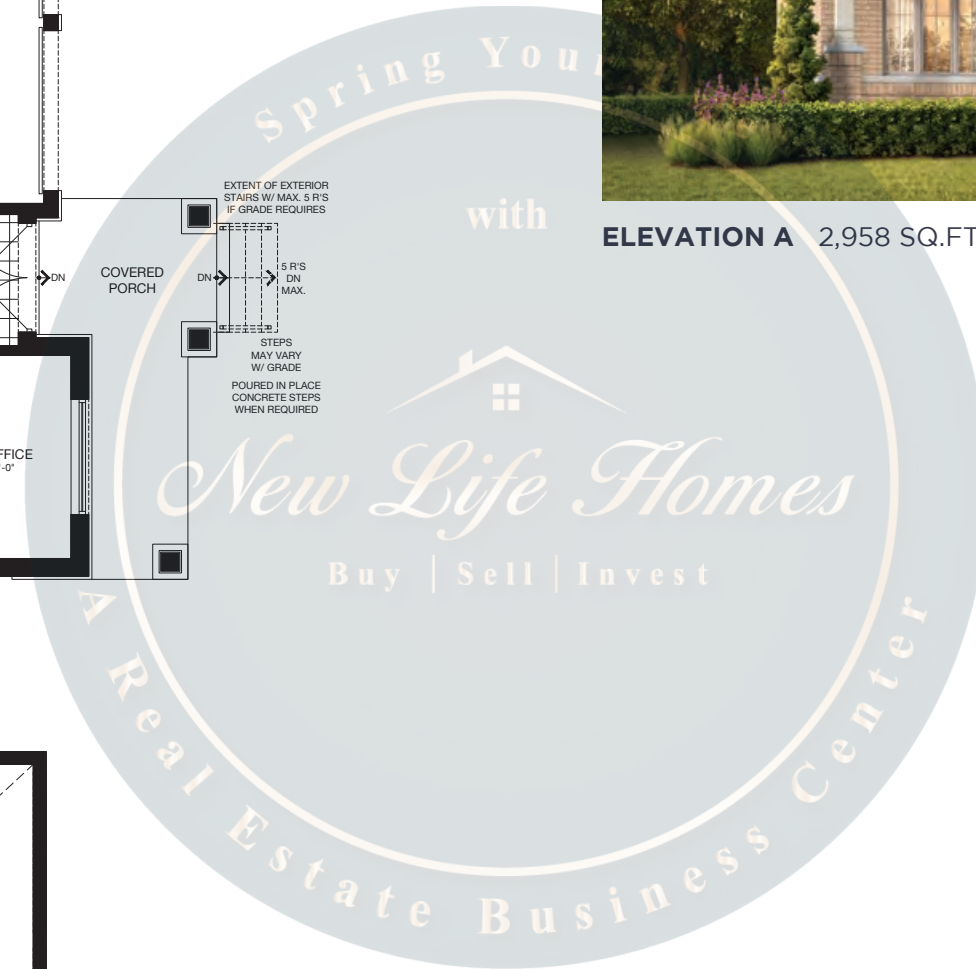 Spring Your
with
ELEVATION A 2,958 SQ.FT
EXTENT OF EXTERIOR
STAIRS W/ MAX. 5 R'S
IF GRADE REQUIRES
DN
COVERED
PORCH
DN
5 R'S
DN
MAX.
STEPS
MAY VARY
W/ GRADE
POURED IN PLACE
CONCRETE STEPS
WHEN REQUIRED
FFICE
'-0"
New Life Homes
Buy | Sell | Invest
A Real Estate Business Center